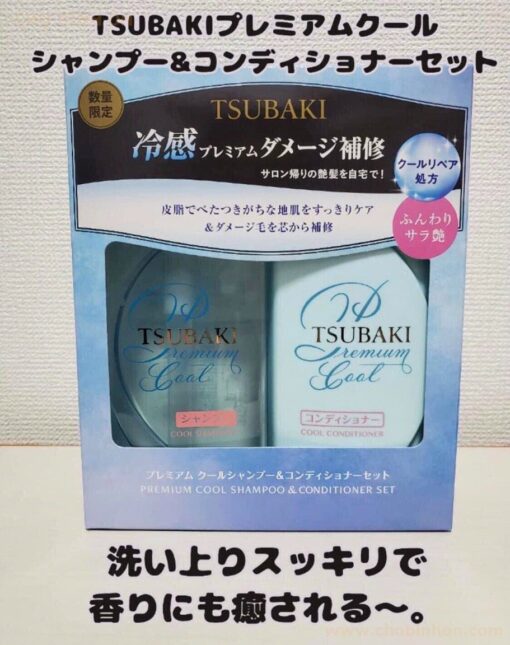 TSUBAKIプレミアムクール
シャンプー&コンディショナーセット
数量
限定
TSUBAKI
冷感プレミアムダメージ補修
サロン帰りの艶髪を自宅で!
クールリペア
処方
皮脂でべたつきがちな地肌をすっきりケア
&ダメージ毛を芯から補修
ふんわり
サラ艶
TSUBAKI
Premium
Cool
シャンプー
COOL SHAMPOO
TSUBAKI
Premium
Cool
コンディショナー
COOL CONDITIONER
プレミアム クールシャンプー&コンディショナーセット
PREMIUM COOL SHAMPOO & CONDITIONER SET
洗い上りスッキリで
香りにも癒される〜。